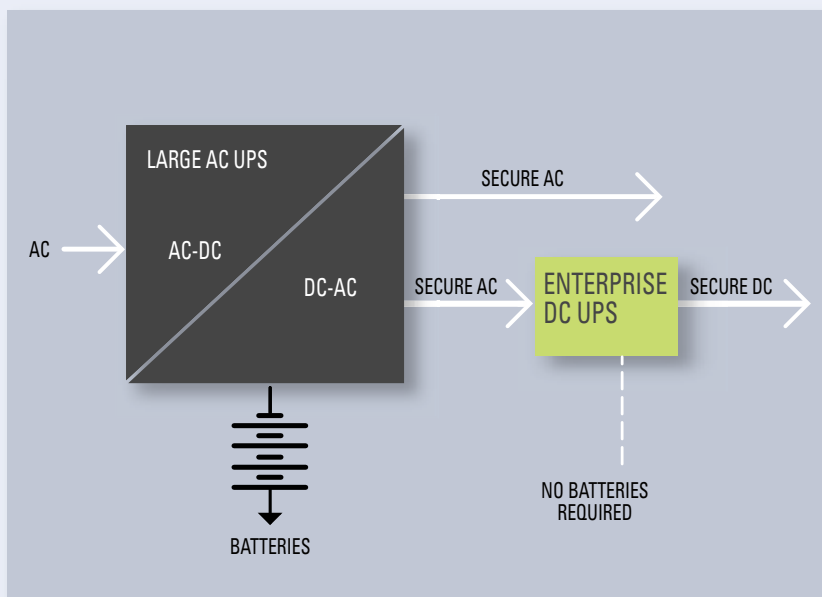 LARGE AC UPS
SECURE AC
AC
AC-DC
DC-AC
SECURE AC
ENTERPRISE
DC UPS
SECURE DC
NO BATTERIES
REQUIRED
BATTERIES